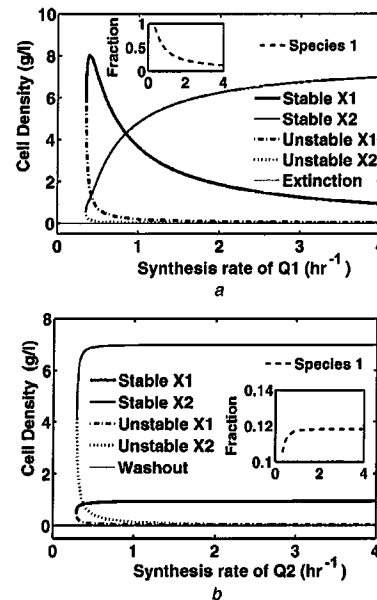 10
8
6
4
2
0
Cell Density (g/l)
1
0.5
0
Fraction
0 2 4
Species 1
Stable X1
Stable X2
Unstable X1
Unstable X2
Extinction
0 1 2 3 4
Synthesis rate of Q1 (hr⁻¹)
a
8
7
4
2
0
Cell Density (g/l)
Stable X1
Stable X2
Unstable X1
Unstable X2
Washout
Species 1
0.14
0.12
0.1
Fraction
0 2 4
0 1 2 3 4
Synthesis rate of Q2 (hr⁻¹)
b